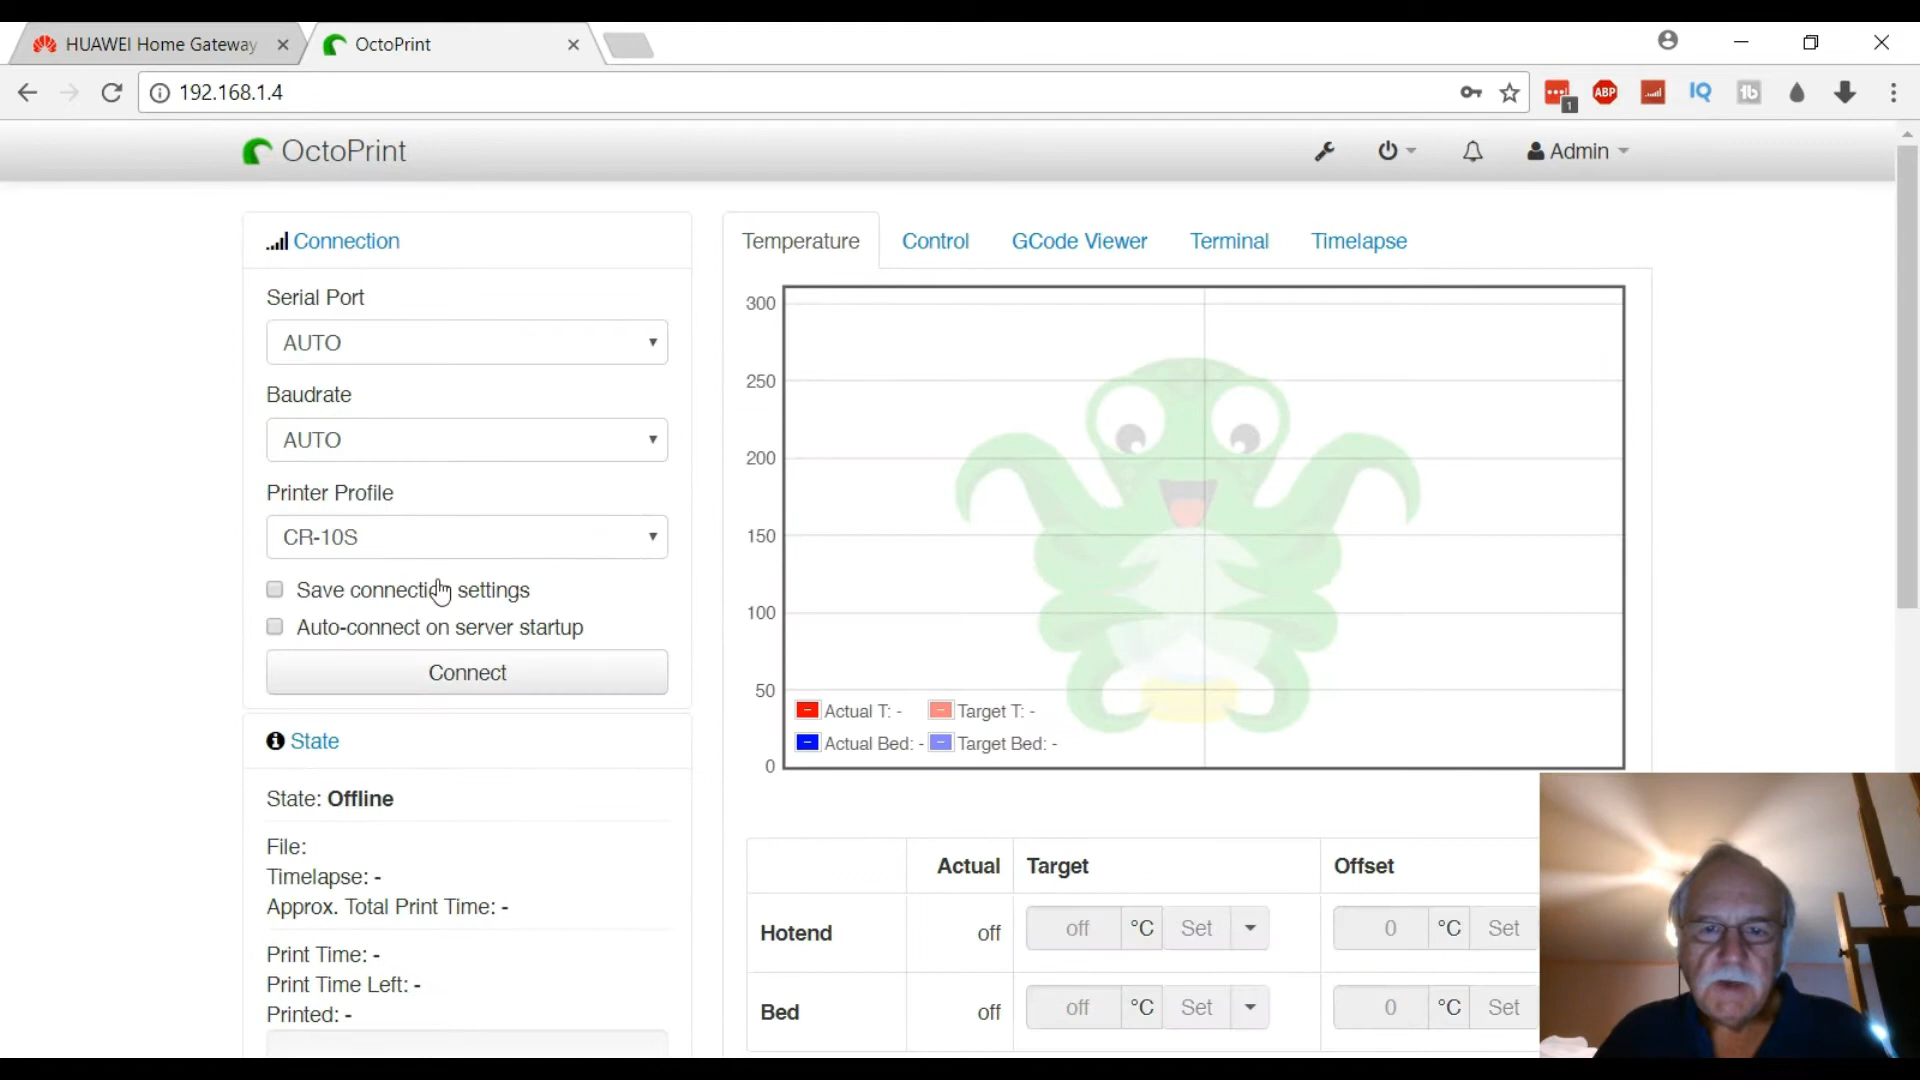 HUAWEI Home Gateway
OctoPrint
192.168.1.4
1
ABP
IQ
OctoPrint
Admin
Connection
Serial Port
AUTO
Baudrate
AUTO
Printer Profile
CR-10S
Save connection settings
Auto-connect on server startup
Connect
State
State: Offline
File:
Timelapse: -
Approx. Total Print Time: -
Print Time: -
Print Time Left: -
Printed: -
Temperature
Control
GCode Viewer
Terminal
Timelapse
300
250
200
150
100
50
0
Actual T: - Target T: -
Actual Bed: - Target Bed: -
Actual Target Offset
Hotend off off °C Set 0 °C Set
Bed off off °C Set 0 °C Set